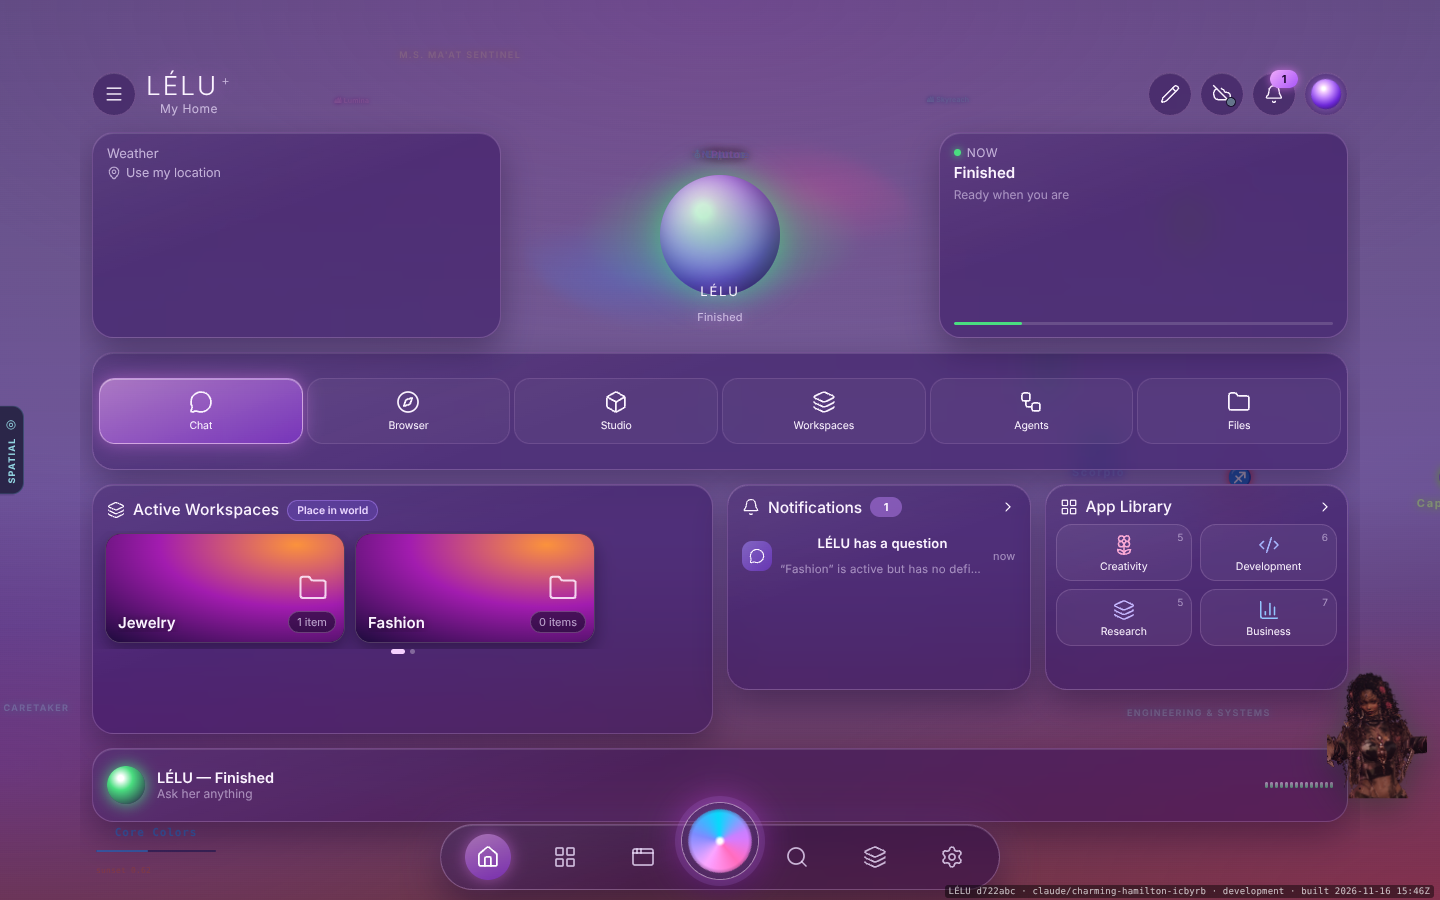 M.S. MA'AT SENTINEL
LÉLU +
My Home
1
Weather
Use my location
LÉLU
Finished
NOW
Finished
Ready when you are
Chat
Browser
Studio
Workspaces
Agents
Files
SPATIAL
Active Workspaces
Place in world
Jewelry
1 item
Fashion
0 items
Notifications
1
LÉLU has a question
“Fashion” is active but has no defi...
now
App Library
Creativity
5
Development
6
Research
5
Business
7
Cap
CARETAKER
ENGINEERING & SYSTEMS
LÉLU — Finished
Ask her anything
Core Colors
LÉLU d722abc · claude/charming-hamilton-icbyrb · development · built 2026-11-16 15:46Z